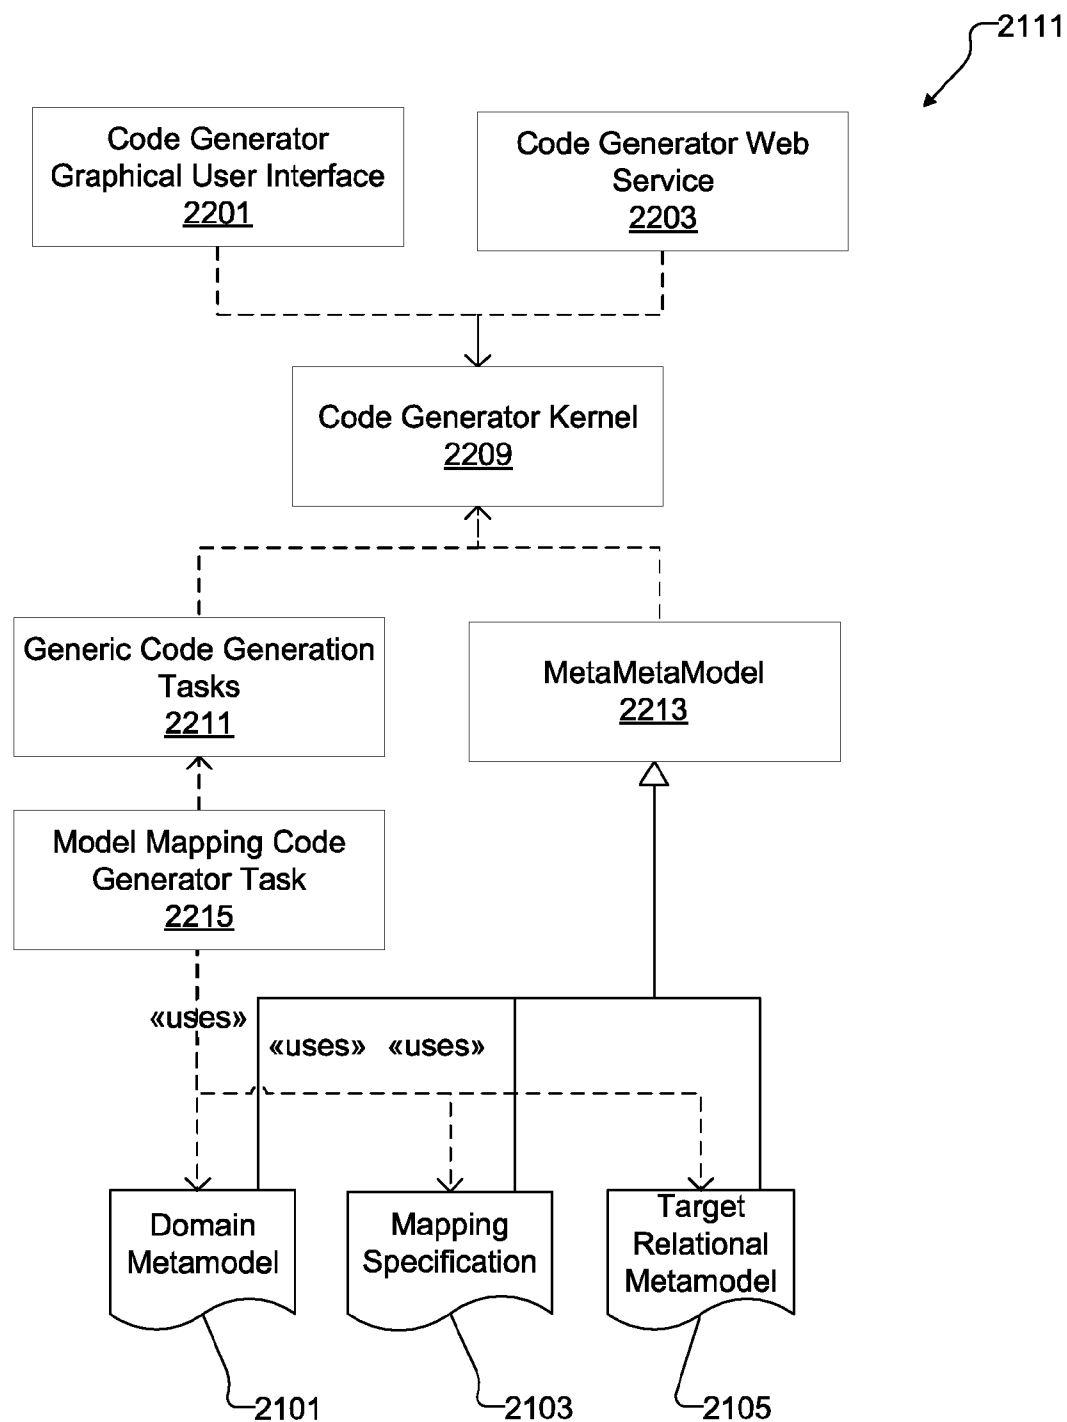 2111
Code Generator
Graphical User Interface
2201
Code Generator Web
Service
2203
Code Generator Kernel
2209
Generic Code Generation
Tasks
2211
MetaMetaModel
2213
Model Mapping Code
Generator Task
2215
«uses»
«uses» «uses»
Domain
Metamodel
Mapping
Specification
Target
Relational
Metamodel
2101
2103
2105